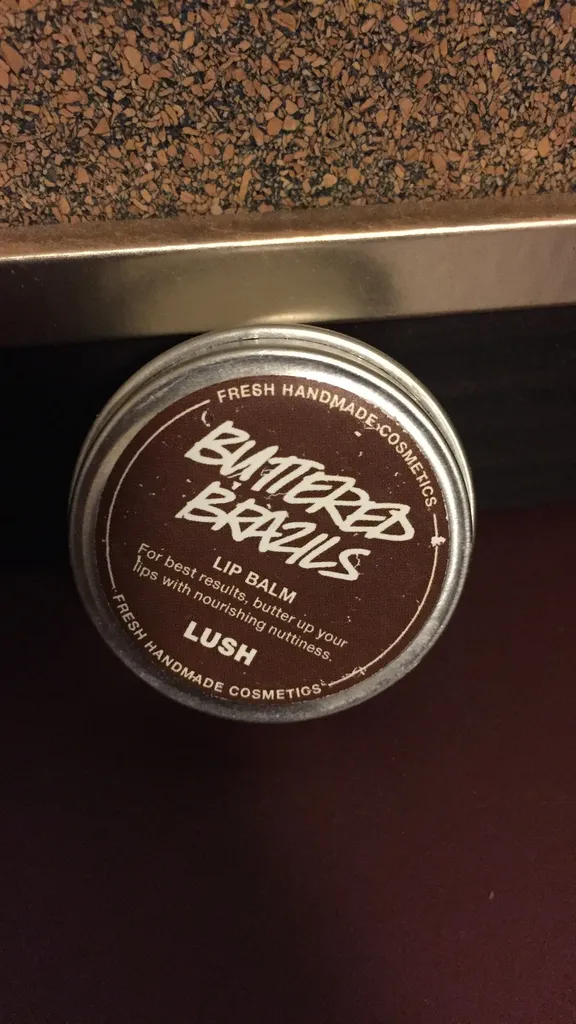 FRESH HANDMADE COSMETICS
BUTTERED
BRAZILS
LIP BALM
For best results, butter up your
lips with nourishing nuttiness.
LUSH
FRESH HANDMADE COSMETICS